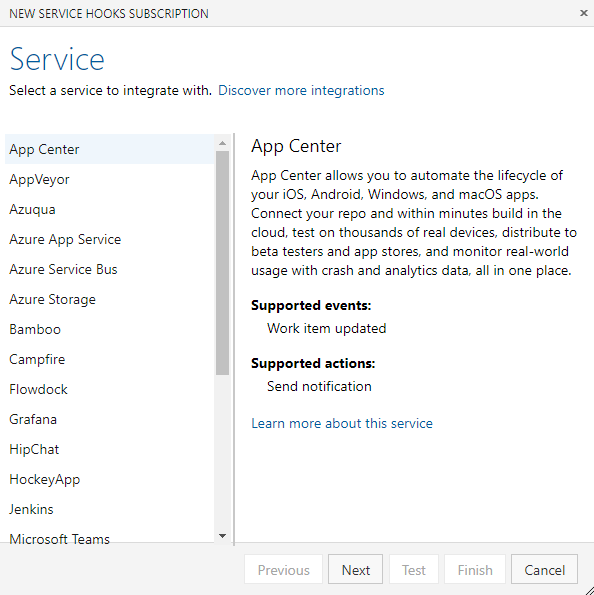 NEW SERVICE HOOKS SUBSCRIPTION
Service
Select a service to integrate with. Discover more integrations
App Center
AppVeyor
Azuqua
Azure App Service
Azure Service Bus
Azure Storage
Bamboo
Campfire
Flowdock
Grafana
HipChat
HockeyApp
Jenkins
Microsoft Teams
App Center
App Center allows you to automate the lifecycle of
your iOS, Android, Windows, and macOS apps.
Connect your repo and within minutes build in the
cloud, test on thousands of real devices, distribute to
beta testers and app stores, and monitor real-world
usage with crash and analytics data, all in one place.
Supported events:
Work item updated
Supported actions:
Send notification
Learn more about this service
Previous Next Test Finish Cancel